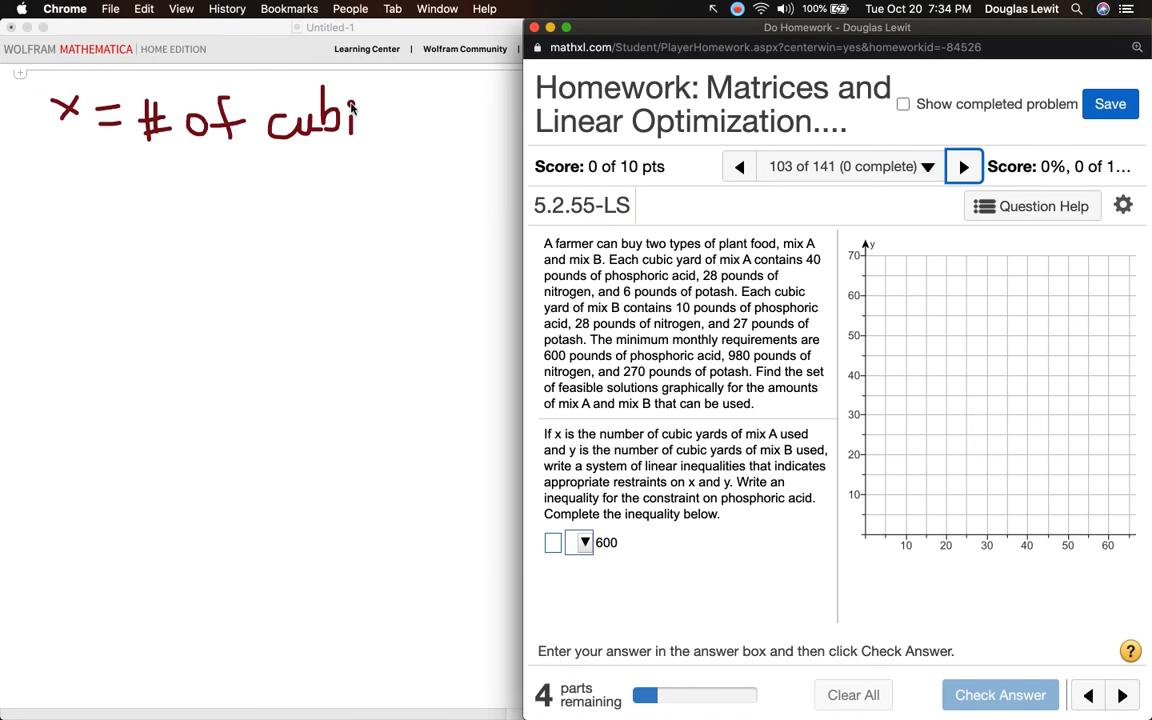 Chrome File Edit View History Bookmarks People Tab Window Help 100% Tue Oct 20 7:34 PM Douglas Lewit
Untitled-1
Do Homework - Douglas Lewit
WOLFRAM MATHEMATICA | HOME EDITION Learning Center | Wolfram Community |
mathxl.com/Student/PlayerHomework.aspx?centerwin=yes&homeworkid=-84526
x = # of cubi
Homework: Matrices and
Linear Optimization....
Show completed problem
Save
Score: 0 of 10 pts
103 of 141 (0 complete)
Score: 0%, 0 of 1...
5.2.55-LS
Question Help
A farmer can buy two types of plant food, mix A
and mix B. Each cubic yard of mix A contains 40
pounds of phosphoric acid, 28 pounds of
nitrogen, and 6 pounds of potash. Each cubic
yard of mix B contains 10 pounds of phosphoric
acid, 28 pounds of nitrogen, and 27 pounds of
potash. The minimum monthly requirements are
600 pounds of phosphoric acid, 980 pounds of
nitrogen, and 270 pounds of potash. Find the set
of feasible solutions graphically for the amounts
of mix A and mix B that can be used.
If x is the number of cubic yards of mix A used
and y is the number of cubic yards of mix B used,
write a system of linear inequalities that indicates
appropriate restraints on x and y. Write an
inequality for the constraint on phosphoric acid.
Complete the inequality below.
600
y
70
60
50
40
30
20
10
10 20 30 40 50 60
Enter your answer in the answer box and then click Check Answer.
?
4 parts
remaining
Clear All
Check Answer